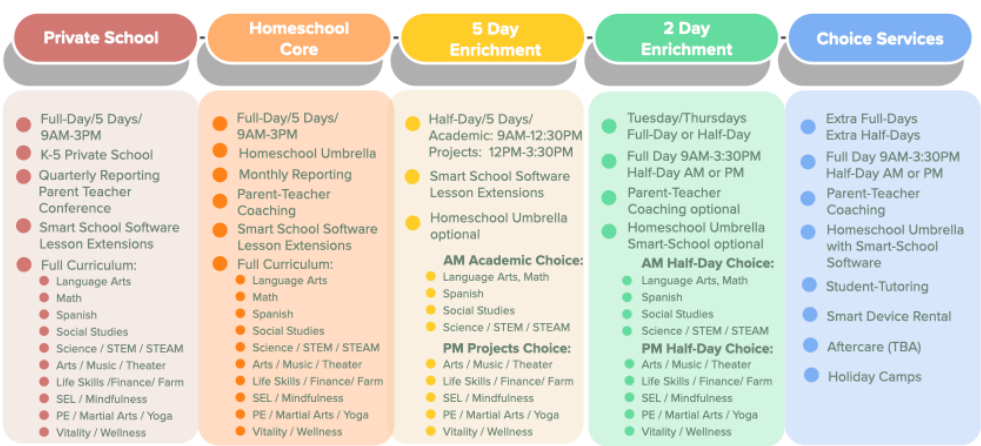 Private School
Full-Day/5 Days/
9AM-3PM
K-5 Private School
Quarterly Reporting
Parent Teacher
Conference
Smart School Software
Lesson Extensions
Full Curriculum:
Language Arts
Math
Spanish
Social Studies
Science / STEM / STEAM
Arts / Music / Theater
Life Skills /Finance/ Farm
SEL / Mindfulness
PE / Martial Arts / Yoga
Vitality / Wellness
Homeschool
Core
Full-Day/5 Days/
9AM-3PM
Homeschool Umbrella
Monthly Reporting
Parent-Teacher
Coaching
Smart School Software
Lesson Extensions
Full Curriculum:
Language Arts
Math
Spanish
Social Studies
Science / STEM / STEAM
Arts / Music / Theater
Life Skills / Finance/ Farm
SEL / Mindfulness
PE / Martial Arts / Yoga
Vitality / Wellness
5 Day
Enrichment
Half-Day/5 Days/
Academic: 9AM-12:30PM
Projects: 12PM-3:30PM
Smart School Software
Lesson Extensions
Homeschool Umbrella
optional
AM Academic Choice:
Language Arts, Math
Spanish
Social Studies
Science / STEM / STEAM
PM Projects Choice:
Arts / Music / Theater
Life Skills / Finance/ Farm
SEL / Mindfulness
PE / Martial Arts / Yoga
Vitality / Wellness
2 Day
Enrichment
Tuesday/Thursdays
Full-Day or Half-Day
Full Day 9AM-3:30PM
Half-Day AM or PM
Parent-Teacher
Coaching optional
Homeschool Umbrella
Smart-School optional
AM Half-Day Choice:
Language Arts, Math
Spanish
Social Studies
Science / STEM / STEAM
PM Half-Day Choice:
Arts / Music / Theater
Life Skills / Finance/ Farm
SEL / Mindfulness
PE / Martial Arts / Yoga
Vitality / Wellness
Choice Services
Extra Full-Days
Extra Half-Days
Full Day 9AM-3:30PM
Half-Day AM or PM
Parent-Teacher
Coaching
Homeschool Umbrella
with Smart-School
Software
Student-Tutoring
Smart Device Rental
Aftercare (TBA)
Holiday Camps